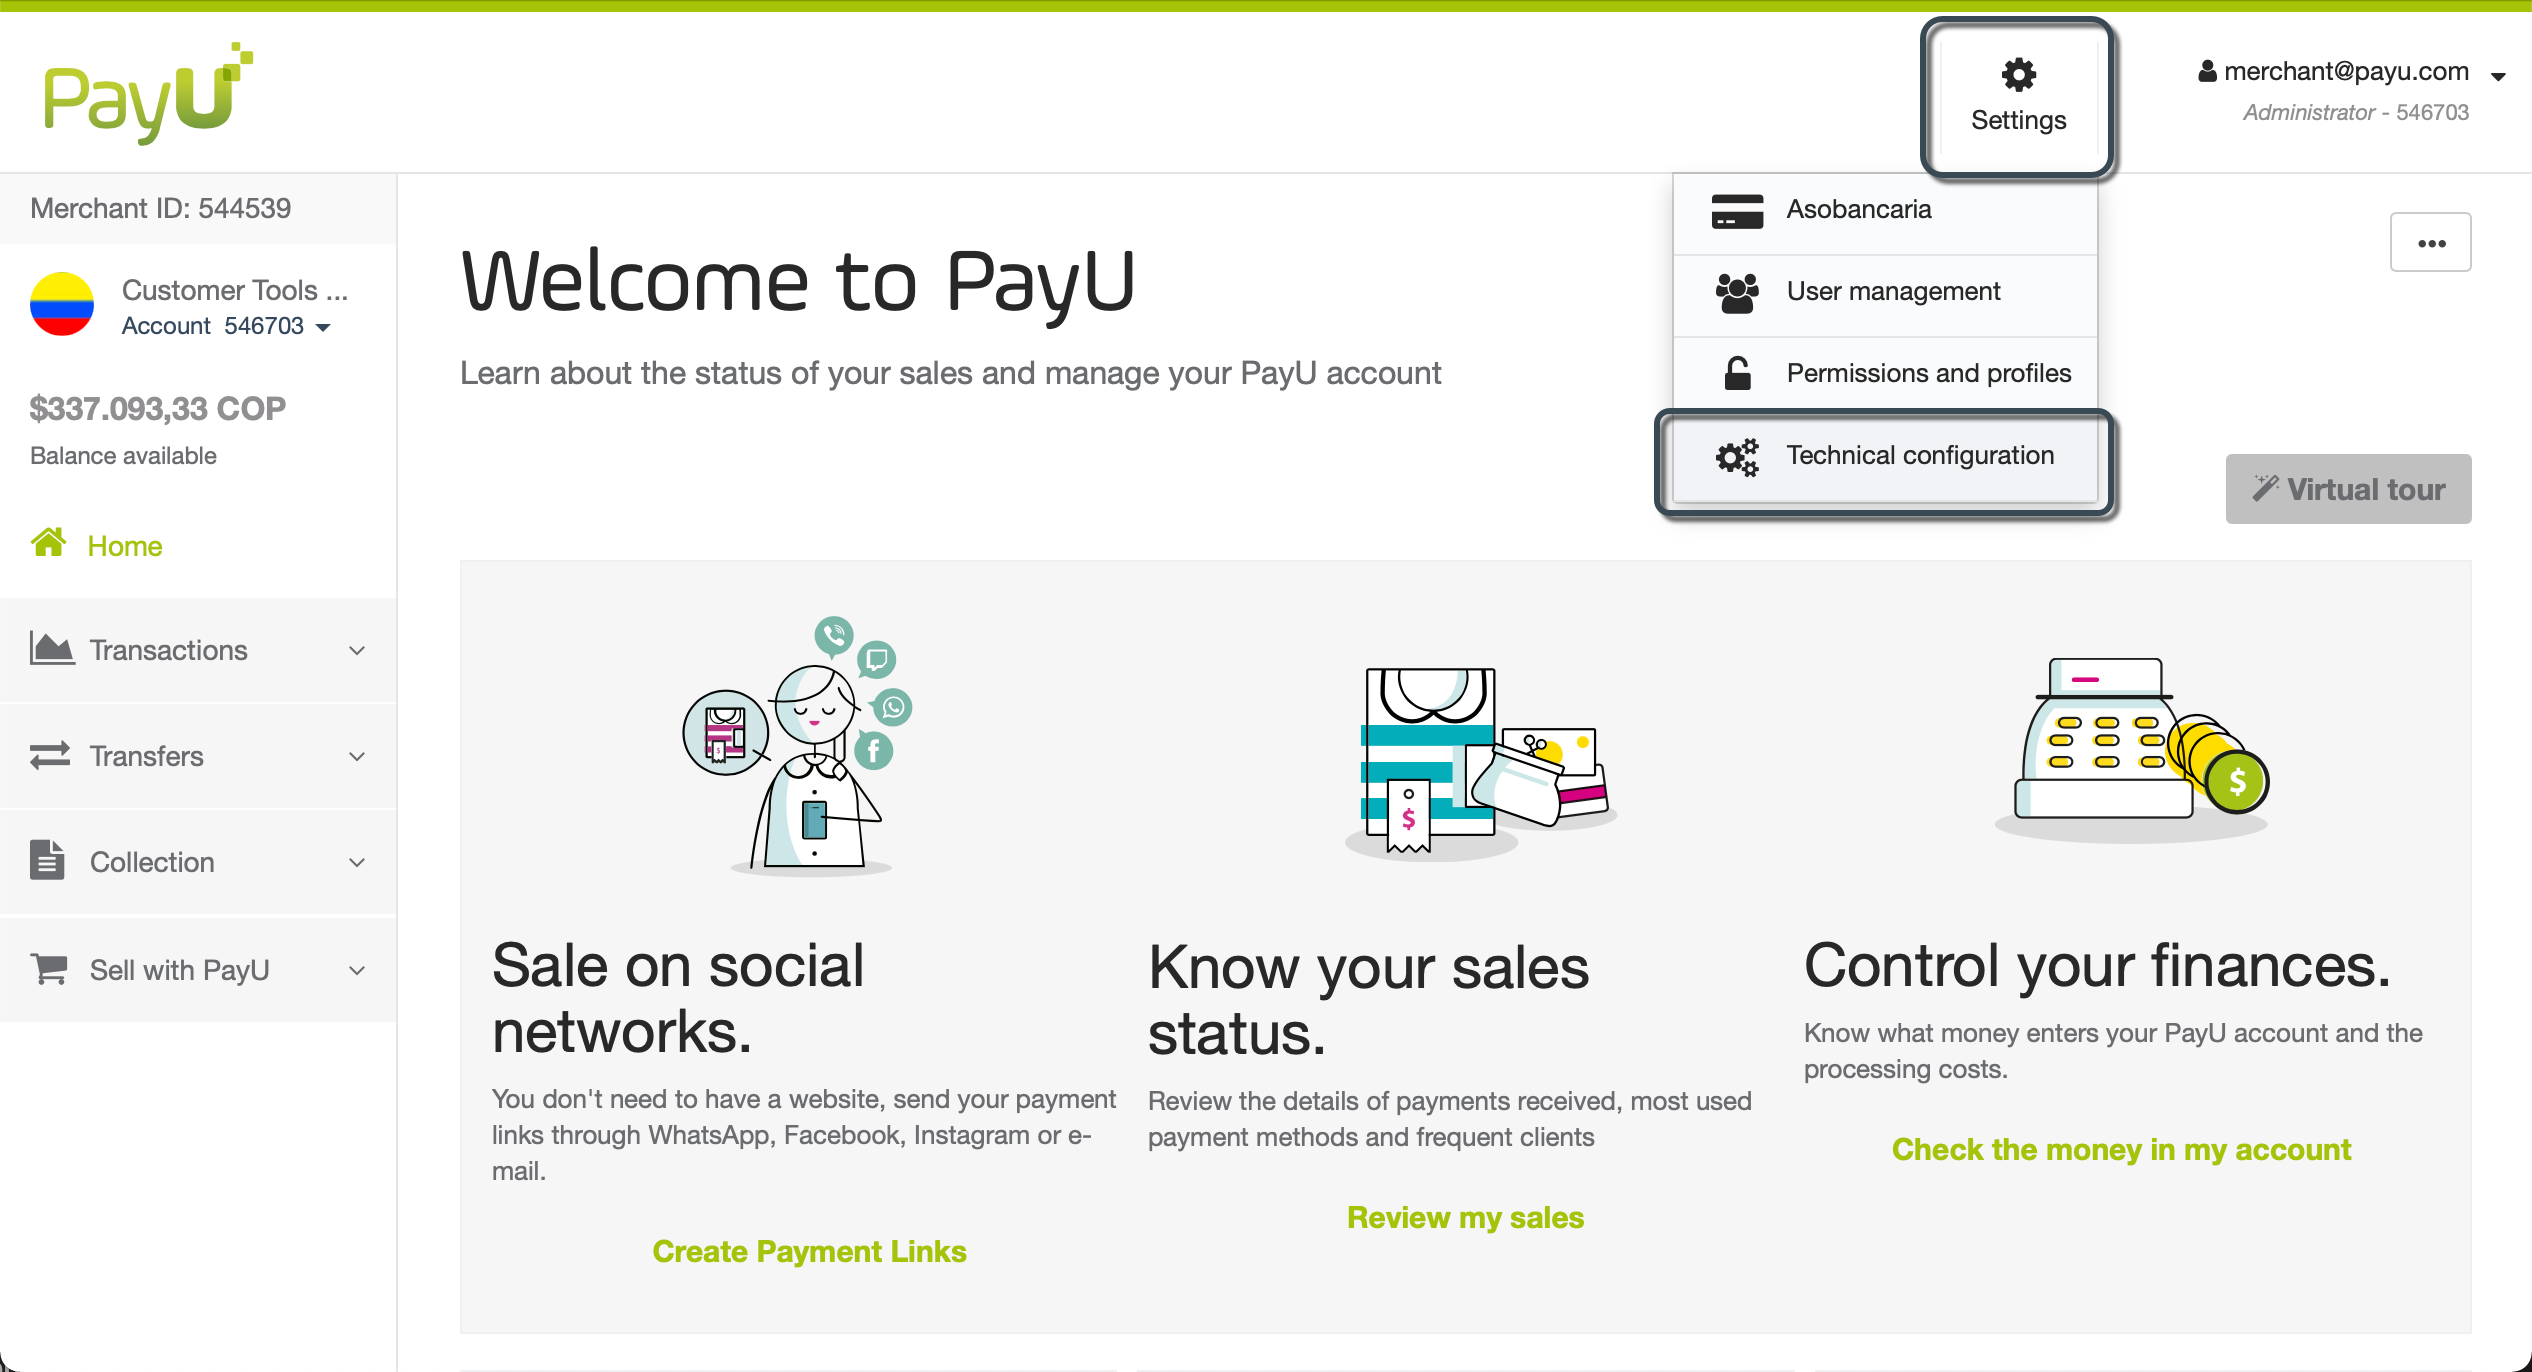 PayU
Settings
merchant@payu.com
Administrator - 546703
Merchant ID: 544539
Customer Tools ...
Account 546703
$337.093,33 COP
Balance available
Home
Transactions
Transfers
Collection
Sell with PayU
Asobancaria
User management
Permissions and profiles
Technical configuration
Welcome to PayU
Learn about the status of your sales and manage your PayU account
Virtual tour
Sale on social
networks.
You don't need to have a website, send your payment
links through WhatsApp, Facebook, Instagram or e-
mail.
Create Payment Links
$
Know your sales
status.
Review the details of payments received, most used
payment methods and frequent clients
Review my sales
$
Control your finances.
Know what money enters your PayU account and the
processing costs.
Check the money in my account